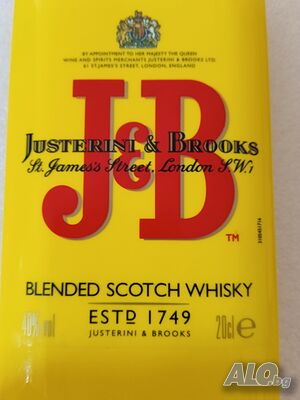 BY APPOINTMENT TO HER MAJESTY THE QUEEN
WINE AND SPIRITS MERCHANTS JUSTERINI & BROOKS LTD.
61 ST.JAMES'S STREET, LONDON, ENGLAND
J&B
JUSTERINI & BROOKS
St. James's Street, London S.W.1
TM
BLENDED SCOTCH WHISKY
40% vol
ESTD 1749
20cl e
JUSTERINI & BROOKS
ALO.bg